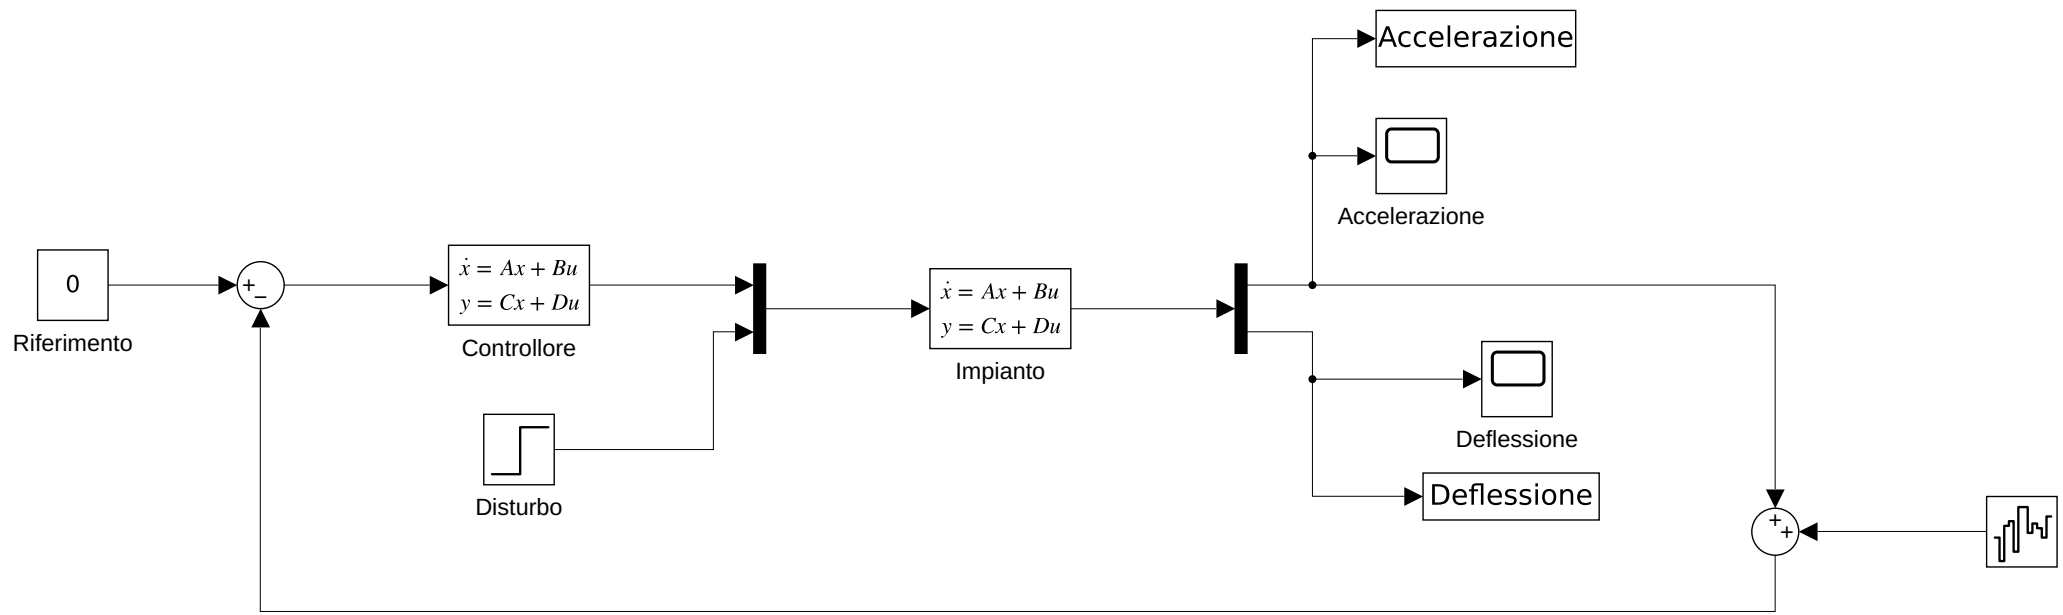 Accelerazione
Accelerazione
0
Riferimento
+
−
ẋ = Ax + Bu
y = Cx + Du
Controllore
ẋ = Ax + Bu
y = Cx + Du
Impianto
Disturbo
Deflessione
Deflessione
+
+